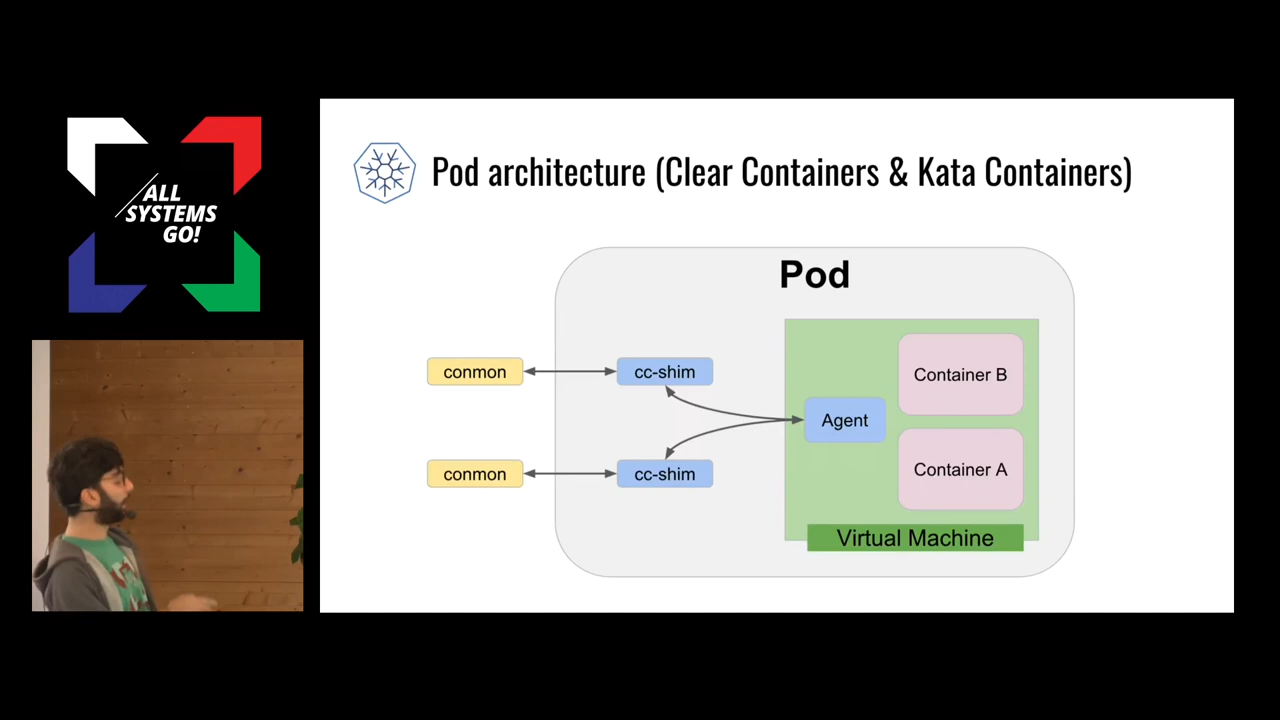 ALL
SYSTEMS
GO!
Pod architecture (Clear Containers & Kata Containers)
Pod
conmon
cc-shim
Container B
Agent
conmon
cc-shim
Container A
Virtual Machine